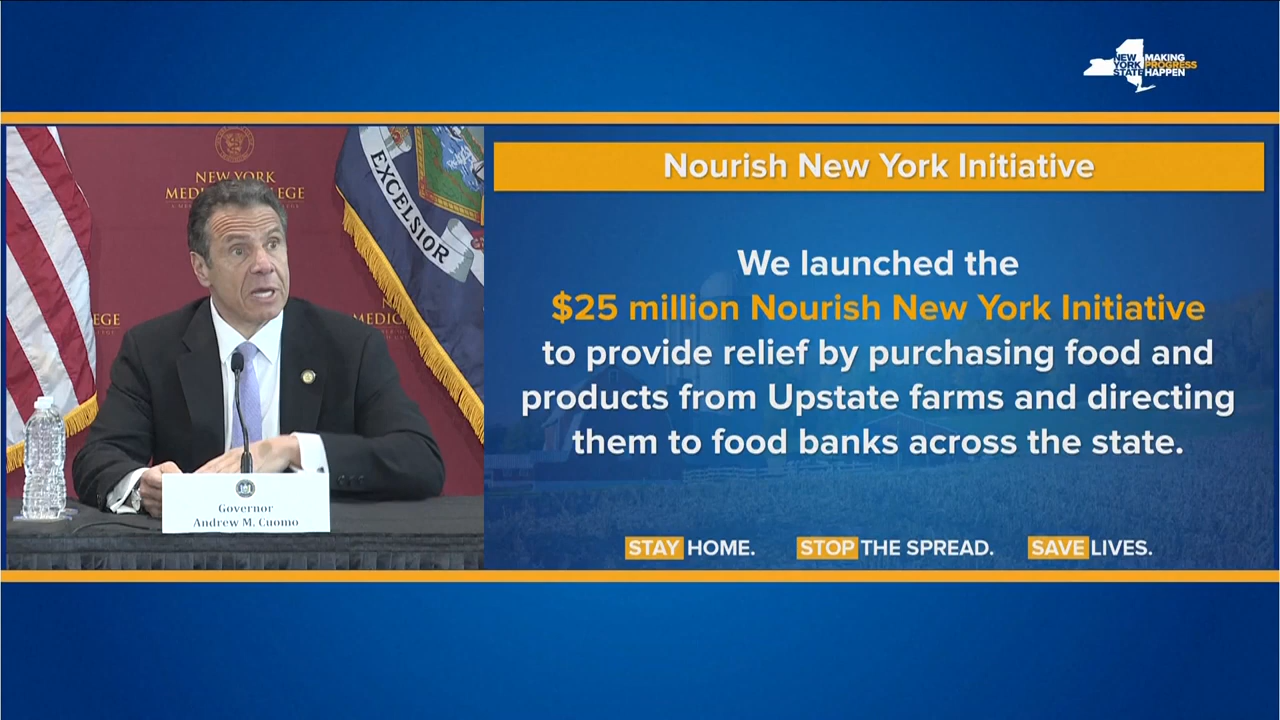 NEW
YORK
STATE
MAKING
PROGRESS
HAPPEN
NEW YORK
MEDICAL COLLEGE
EXCELSIOR
EGE
MEDIC
Governor
Andrew M. Cuomo
Nourish New York Initiative
We launched the
$25 million Nourish New York Initiative
to provide relief by purchasing food and
products from Upstate farms and directing
them to food banks across the state.
STAY HOME. STOP THE SPREAD. SAVE LIVES.